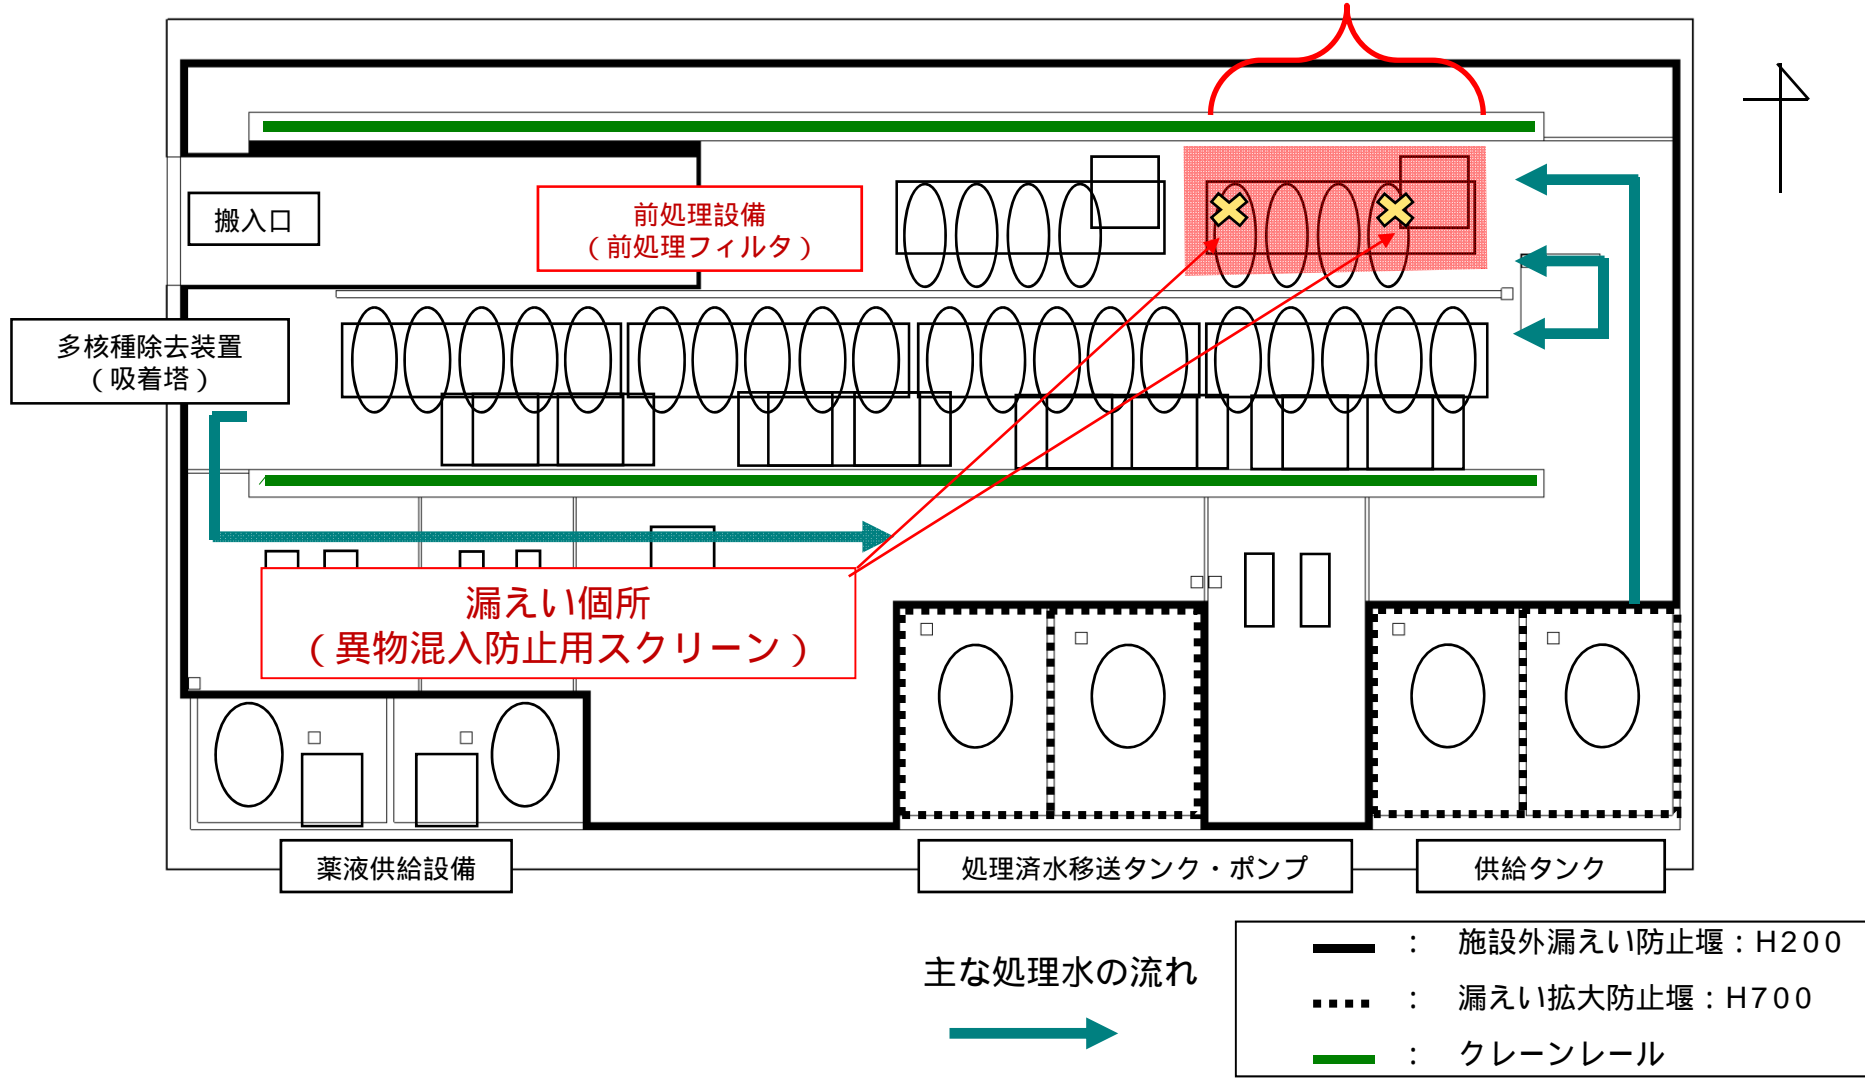 搬入口
前処理設備
（前処理フィルタ）
多核種除去装置
（吸着塔）
漏えい個所
（異物混入防止用スクリーン）
薬液供給設備
処理済水移送タンク・ポンプ
供給タンク
主な処理水の流れ
： 施設外漏えい防止堰：H200
： 漏えい拡大防止堰：H700
： クレーンレール